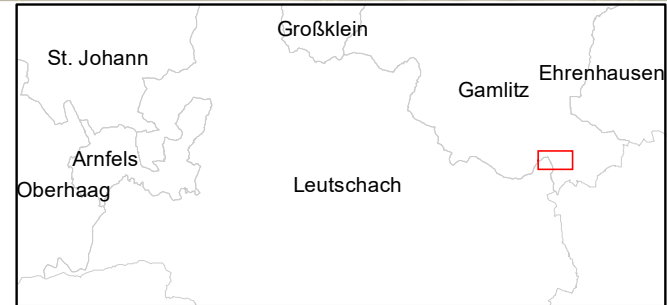 Großklein
St. Johann
Ehrenhausen
Gamlitz
Arnfels
Leutschach
Oberhaag